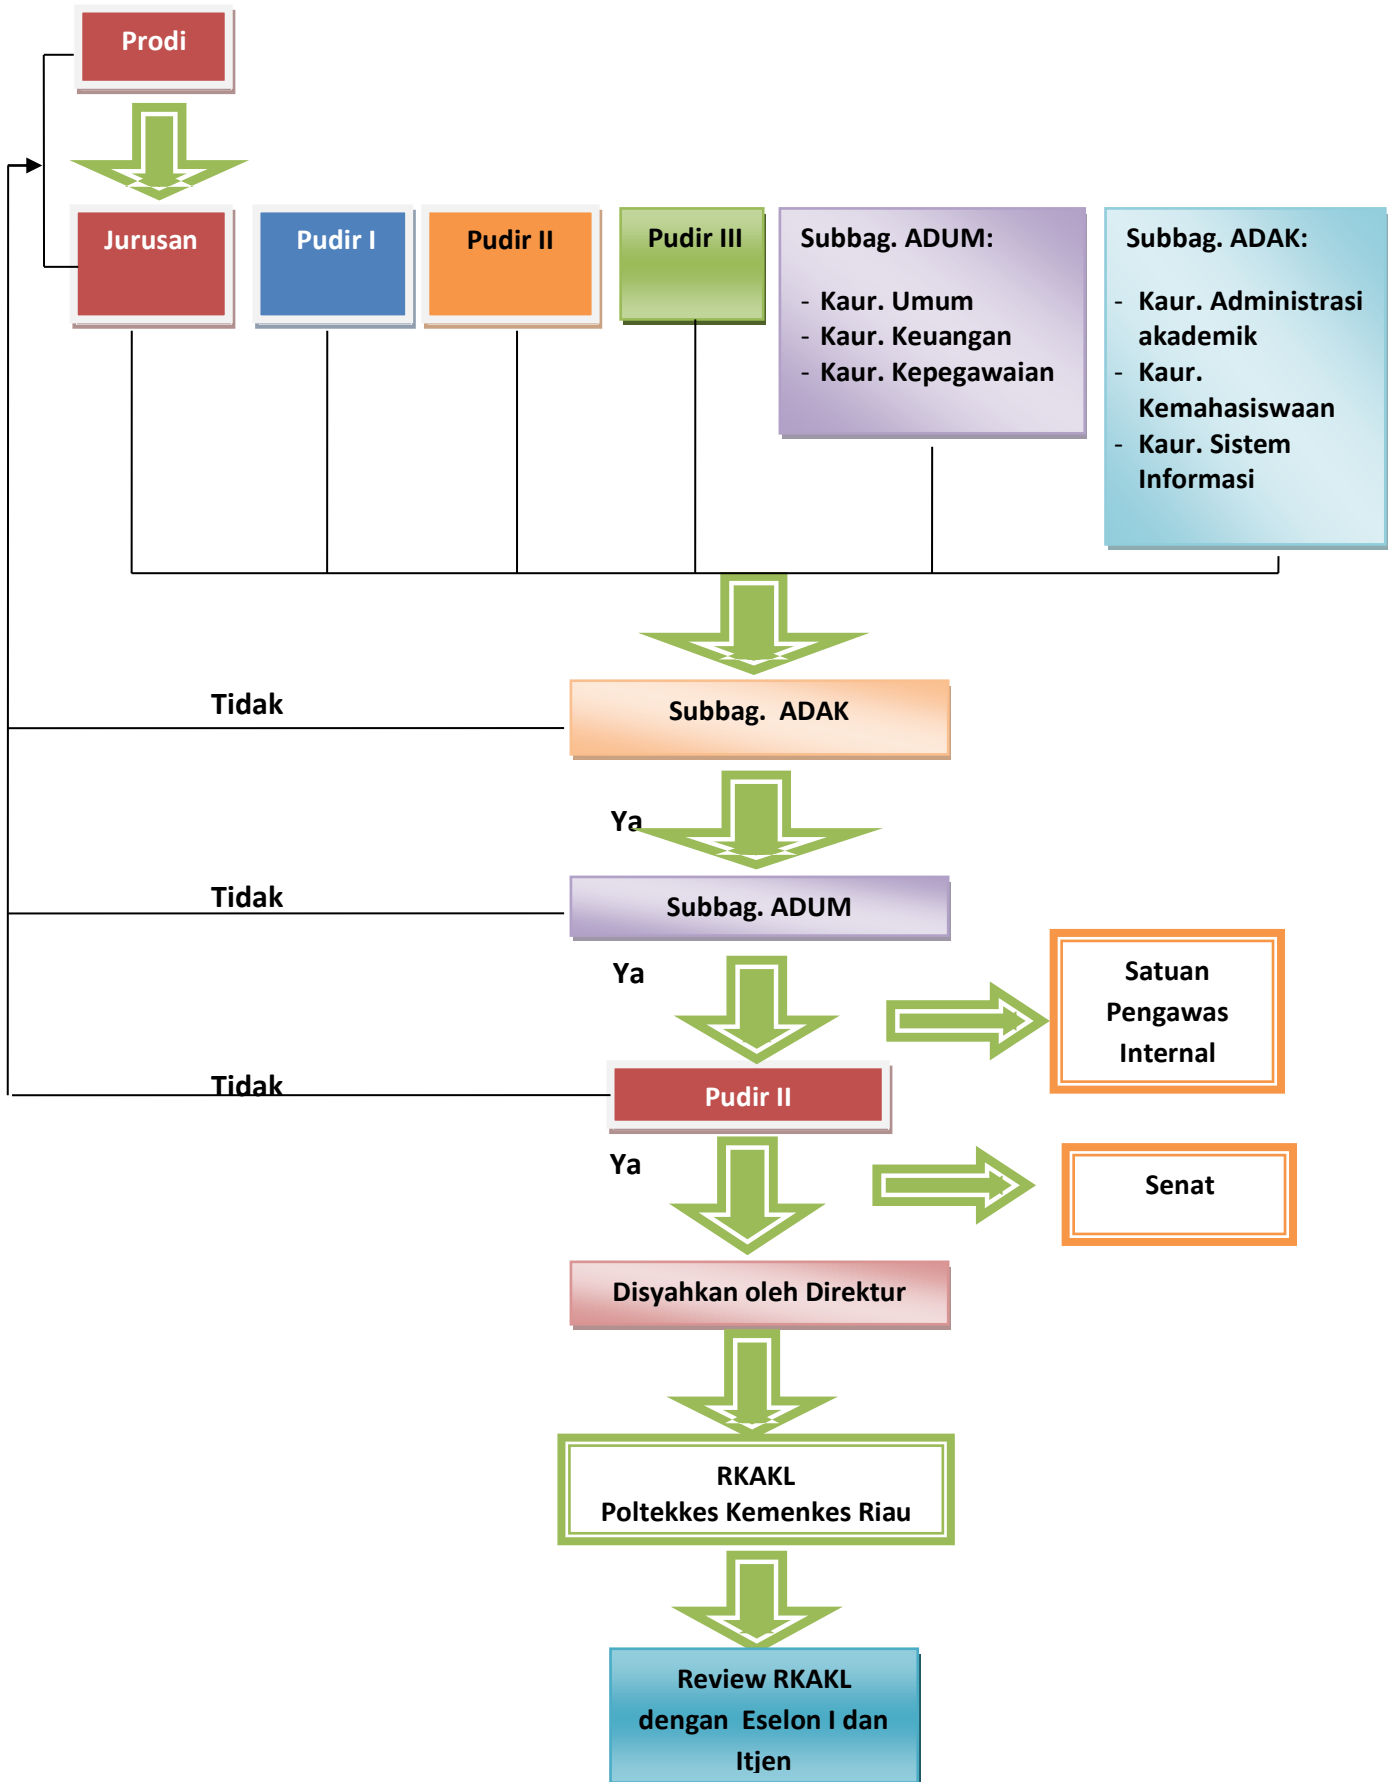 Prodi
Jurusan
Pudir I
Pudir II
Pudir III
Subbag. ADUM:
- Kaur. Umum
- Kaur. Keuangan
- Kaur. Kepegawaian
Subbag. ADAK:
- Kaur. Administrasi
akademik
- Kaur.
Kemahasiswaan
- Kaur. Sistem
Informasi
Tidak
Subbag. ADAK
Ya
Tidak
Subbag. ADUM
Ya
Satuan
Pengawas
Internal
Tidak
Pudir II
Ya
Senat
Disyahkan oleh Direktur
RKAKL
Poltekkes Kemenkes Riau
Review RKAKL
dengan Eselon I dan
Itjen